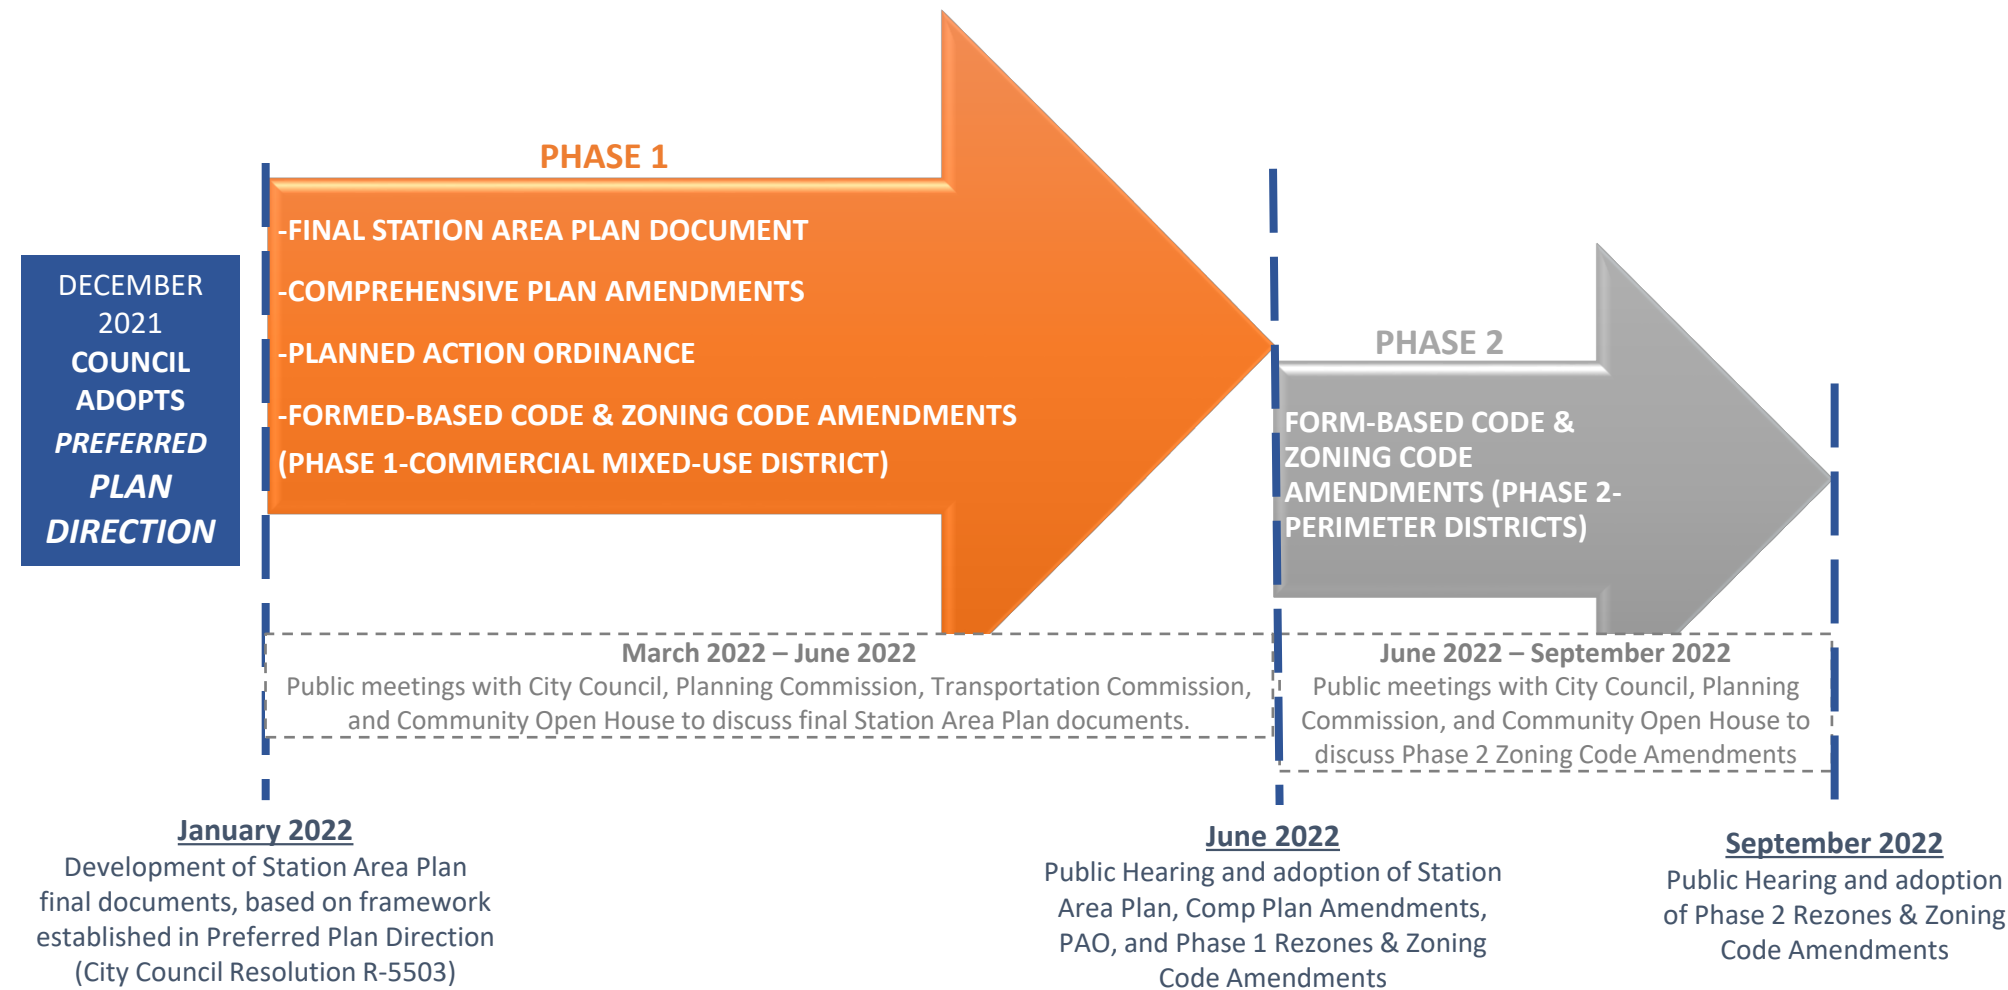 PHASE 1
-FINAL STATION AREA PLAN DOCUMENT
-COMPREHENSIVE PLAN AMENDMENTS
-PLANNED ACTION ORDINANCE
-FORMED-BASED CODE & ZONING CODE AMENDMENTS
(PHASE 1-COMMERCIAL MIXED-USE DISTRICT)
DECEMBER
2021
COUNCIL
ADOPTS
PREFERRED
PLAN
DIRECTION
PHASE 2
FORM-BASED CODE &
ZONING CODE
AMENDMENTS (PHASE 2-
PERIMETER DISTRICTS)
March 2022 – June 2022
Public meetings with City Council, Planning Commission, Transportation Commission,
and Community Open House to discuss final Station Area Plan documents.
June 2022 – September 2022
Public meetings with City Council, Planning
Commission, and Community Open House to
discuss Phase 2 Zoning Code Amendments
January 2022
Development of Station Area Plan
final documents, based on framework
established in Preferred Plan Direction
(City Council Resolution R-5503)
June 2022
Public Hearing and adoption of Station
Area Plan, Comp Plan Amendments,
PAO, and Phase 1 Rezones & Zoning
Code Amendments
September 2022
Public Hearing and adoption
of Phase 2 Rezones & Zoning
Code Amendments